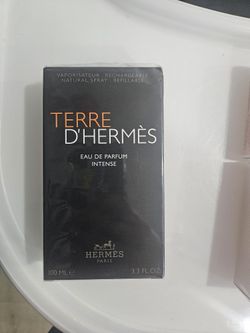 VAPORISATEUR · RECHARGEABLE
NATURAL SPRAY · REFILLABLE
TERRE
D'HERMÈS
EAU DE PARFUM
INTENSE
HERMÈS
PARIS
100 ML e 3.3 FL.OZ